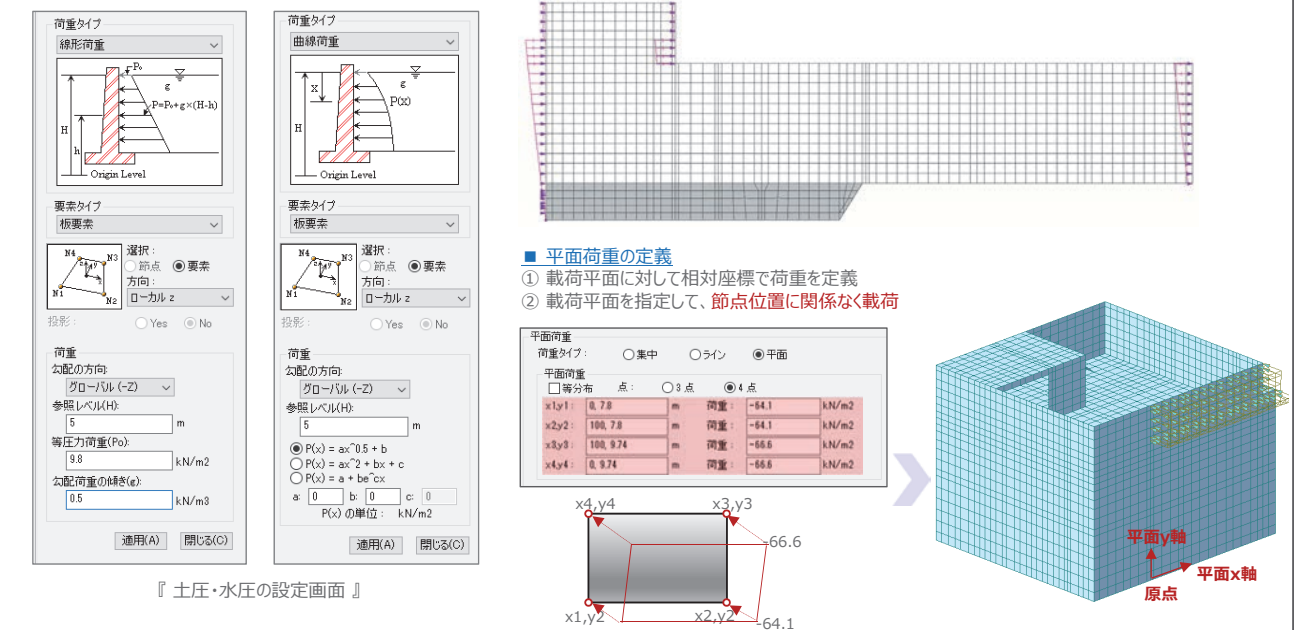 荷重タイプ
線形荷重
P₀
g
P=P₀+g×(H-h)
H
h
Origin Level
要素タイプ
板要素
N4
N3
N1
N2
z
y
x
選択 :
節点
要素
方向 :
ローカル z
投影 :
Yes
No
荷重
勾配の方向:
グローバル (-Z)
参照レベル(H):
5
m
等圧力荷重(Po):
9.8
kN/m2
勾配荷重の傾き(g):
0.5
kN/m3
適用(A)
閉じる(C)
荷重タイプ
曲線荷重
X
g
P(X)
H
Origin Level
要素タイプ
板要素
N4
N3
N1
N2
z
y
x
選択 :
節点
要素
方向 :
ローカル z
投影 :
Yes
No
荷重
勾配の方向:
グローバル (-Z)
参照レベル(H):
5
m
P(x) = ax^0.5 + b
P(x) = ax^2 + bx + c
P(x) = a + be^cx
a: 0 b: 0 c: 0
P(x) の単位 : kN/m2
適用(A)
閉じる(C)
『 土圧・水圧の設定画面 』
■ 平面荷重の定義
① 載荷平面に対して相対座標で荷重を定義
② 載荷平面を指定して、節点位置に関係なく載荷
平面荷重
荷重タイプ : 集中 ライン 平面
平面荷重
等分布 点 : 3 点 4 点
x1,y1 : 0, 7.8 m 荷重 : -64.1 kN/m2
x2,y2 : 100, 7.8 m 荷重 : -64.1 kN/m2
x3,y3 : 100, 9.74 m 荷重 : -66.6 kN/m2
x4,y4 : 0, 9.74 m 荷重 : -66.6 kN/m2
x4,y4
x3,y3
-66.6
x1,y2
x2,y2
-64.1
平面y軸
平面x軸
原点